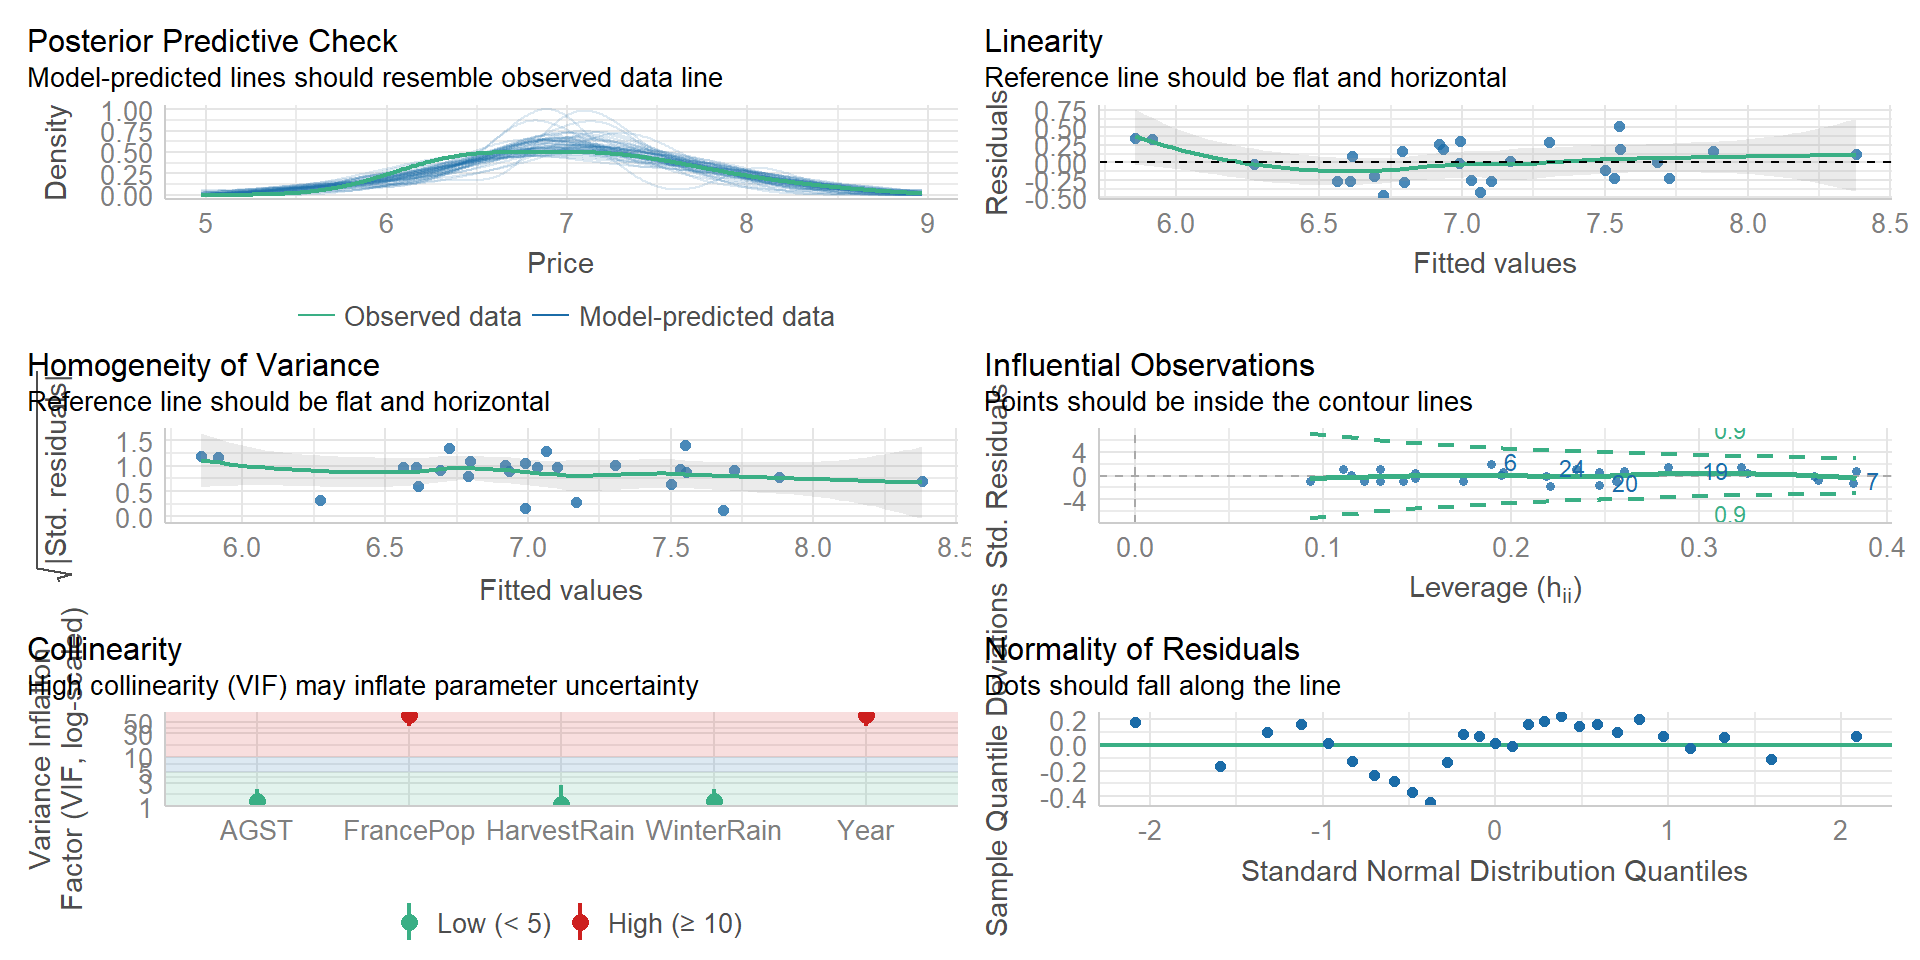 Posterior Predictive Check
Model-predicted lines should resemble observed data line
Density
1.00
0.75
0.50
0.25
0.00
5 6 7 8 9
Price
Observed data Model-predicted data
Linearity
Reference line should be flat and horizontal
Residuals
0.75
0.50
0.25
0.00
-0.25
-0.50
6.0 6.5 7.0 7.5 8.0 8.5
Fitted values
Homogeneity of Variance
Reference line should be flat and horizontal
√|Std. residuals|
1.5
1.0
0.5
0.0
6.0 6.5 7.0 7.5 8.0 8.5
Fitted values
Influential Observations
Points should be inside the contour lines
Std. Residuals
4
0
-4
0.9
6 24 20 19 7
0.9
0.0 0.1 0.2 0.3 0.4
Leverage (hii)
Collinearity
High collinearity (VIF) may inflate parameter uncertainty
Variance Inflation
Factor (VIF, log-scaled)
50
30
10
5
3
1
AGST FrancePop HarvestRain WinterRain Year
Low (< 5) High (≥ 10)
Normality of Residuals
Dots should fall along the line
Sample Quantile Deviations
0.2
0.0
-0.2
-0.4
-2 -1 0 1 2
Standard Normal Distribution Quantiles